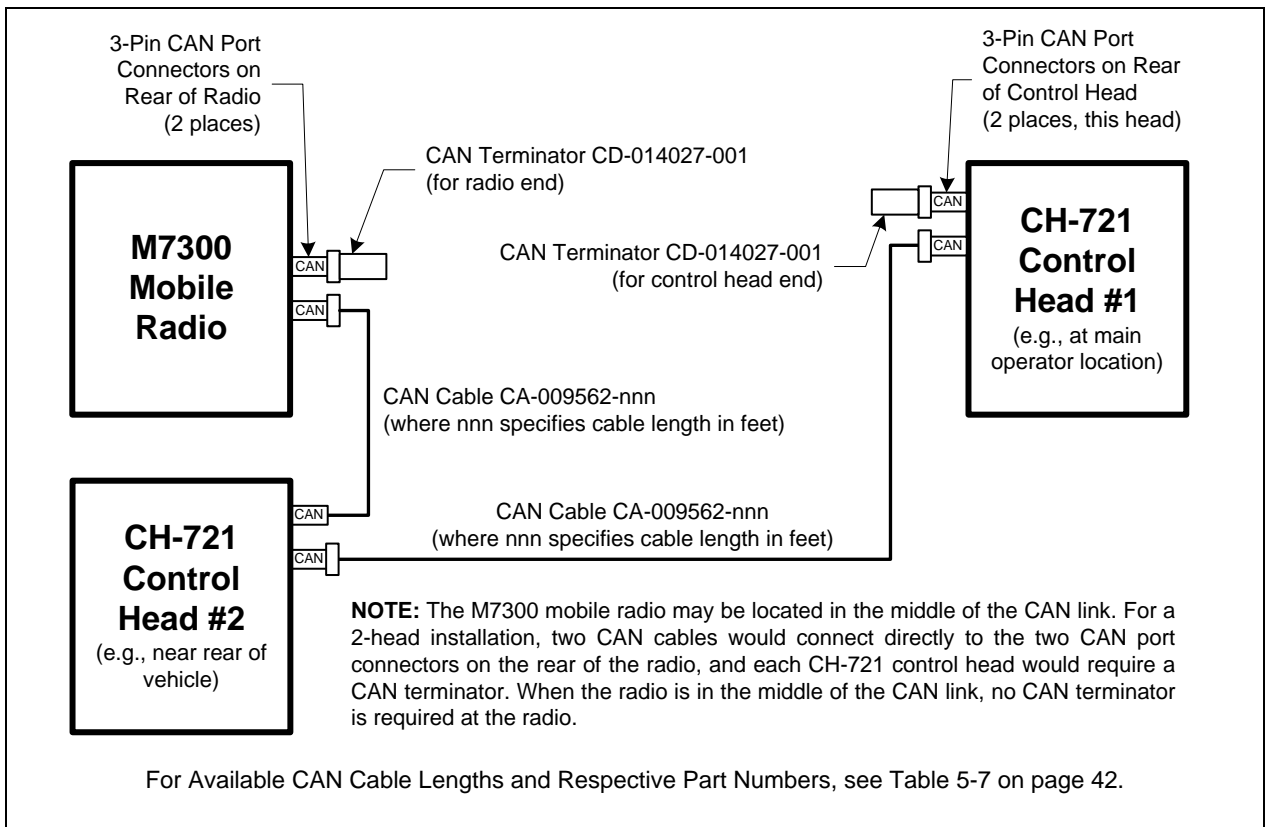 3-Pin CAN Port
Connectors on
Rear of Radio
(2 places)
3-Pin CAN Port
Connectors on Rear
of Control Head
(2 places, this head)
CAN Terminator CD-014027-001
(for radio end)
M7300
Mobile
Radio
CAN
CAN
CAN Terminator CD-014027-001
(for control head end)
CAN
CAN
CH-721
Control
Head #1
(e.g., at main
operator location)
CAN Cable CA-009562-nnn
(where nnn specifies cable length in feet)
CH-721
Control
Head #2
(e.g., near rear of
vehicle)
CAN
CAN
CAN Cable CA-009562-nnn
(where nnn specifies cable length in feet)
NOTE: The M7300 mobile radio may be located in the middle of the CAN link. For a
2-head installation, two CAN cables would connect directly to the two CAN port
connectors on the rear of the radio, and each CH-721 control head would require a
CAN terminator. When the radio is in the middle of the CAN link, no CAN terminator
is required at the radio.
For Available CAN Cable Lengths and Respective Part Numbers, see Table 5-7 on page 42.